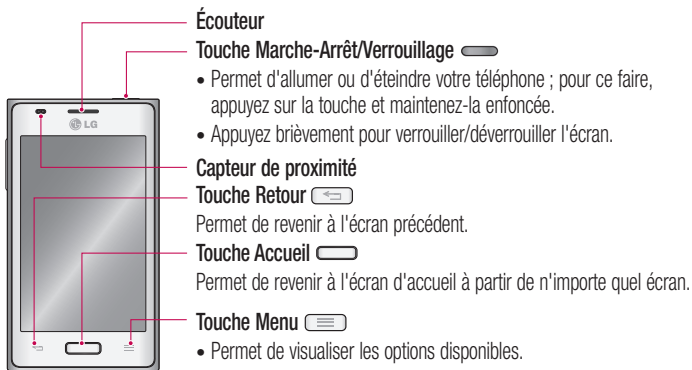 Écouteur
Touche Marche-Arrêt/Verrouillage
• Permet d'allumer ou d'éteindre votre téléphone ; pour ce faire,
appuyez sur la touche et maintenez-la enfoncée.
• Appuyez brièvement pour verrouiller/déverrouiller l'écran.
LG
Capteur de proximité
Touche Retour
Permet de revenir à l'écran précédent.
Touche Accueil
Permet de revenir à l'écran d'accueil à partir de n'importe quel écran.
Touche Menu
• Permet de visualiser les options disponibles.